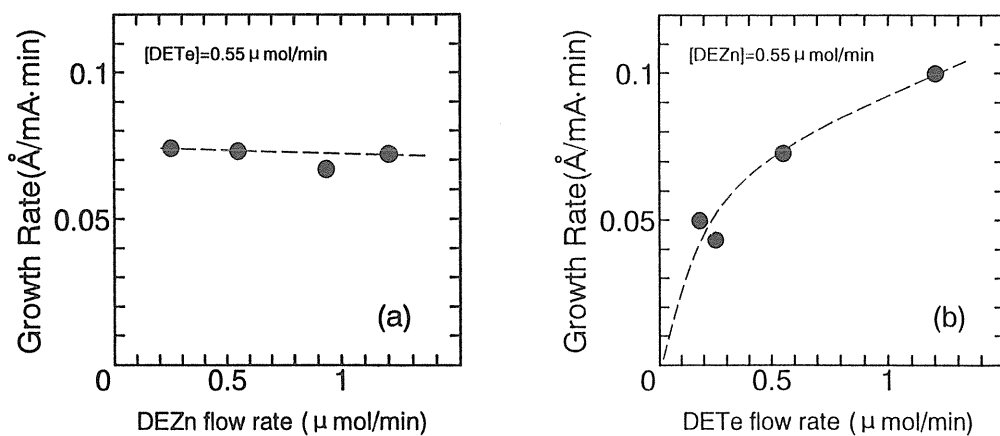 [DETe]=0.55 μ mol/min
0.1
0.05
Growth Rate(Å/mA·min)
(a)
0
0.5
1
DEZn flow rate (μ mol/min)
[DEZn]=0.55 μ mol/min
0.1
0.05
Growth Rate(Å/mA·min)
(b)
0
0.5
1
DETe flow rate (μ mol/min)